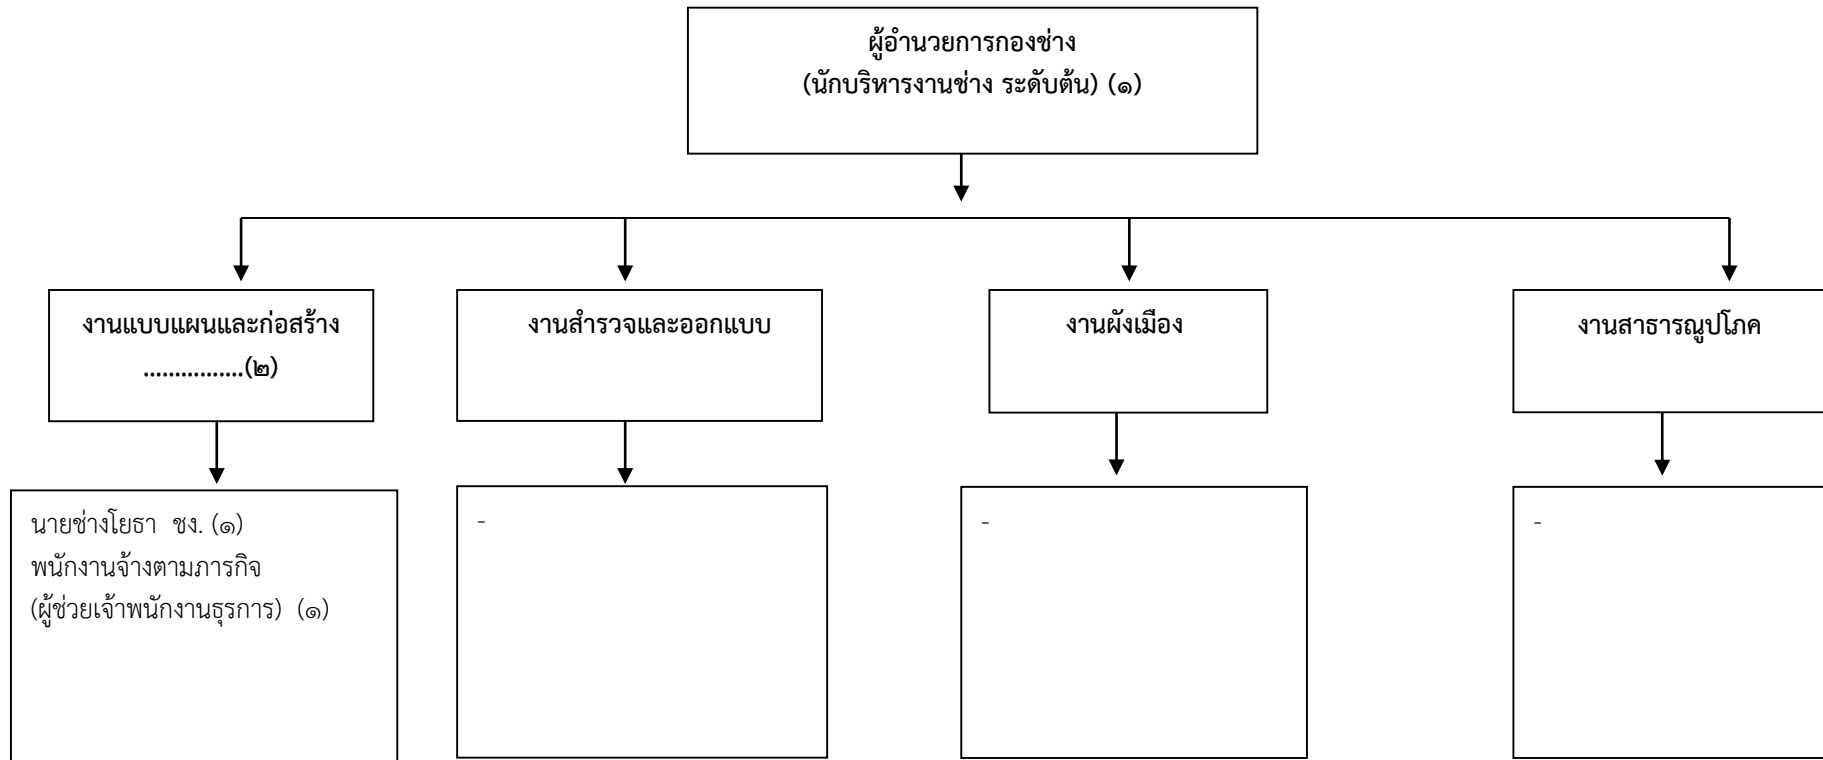 ผู้อำนวยการกองช่าง
(นักบริหารงานช่าง ระดับต้น) (๑)
งานแบบแผนและก่อสร้าง
................(๒)
งานสำรวจและออกแบบ
งานผังเมือง
งานสาธารณูปโภค
นายช่างโยธา ชง. (๑)
พนักงานจ้างตามภารกิจ
(ผู้ช่วยเจ้าพนักงานธุรการ) (๑)
-
-
-